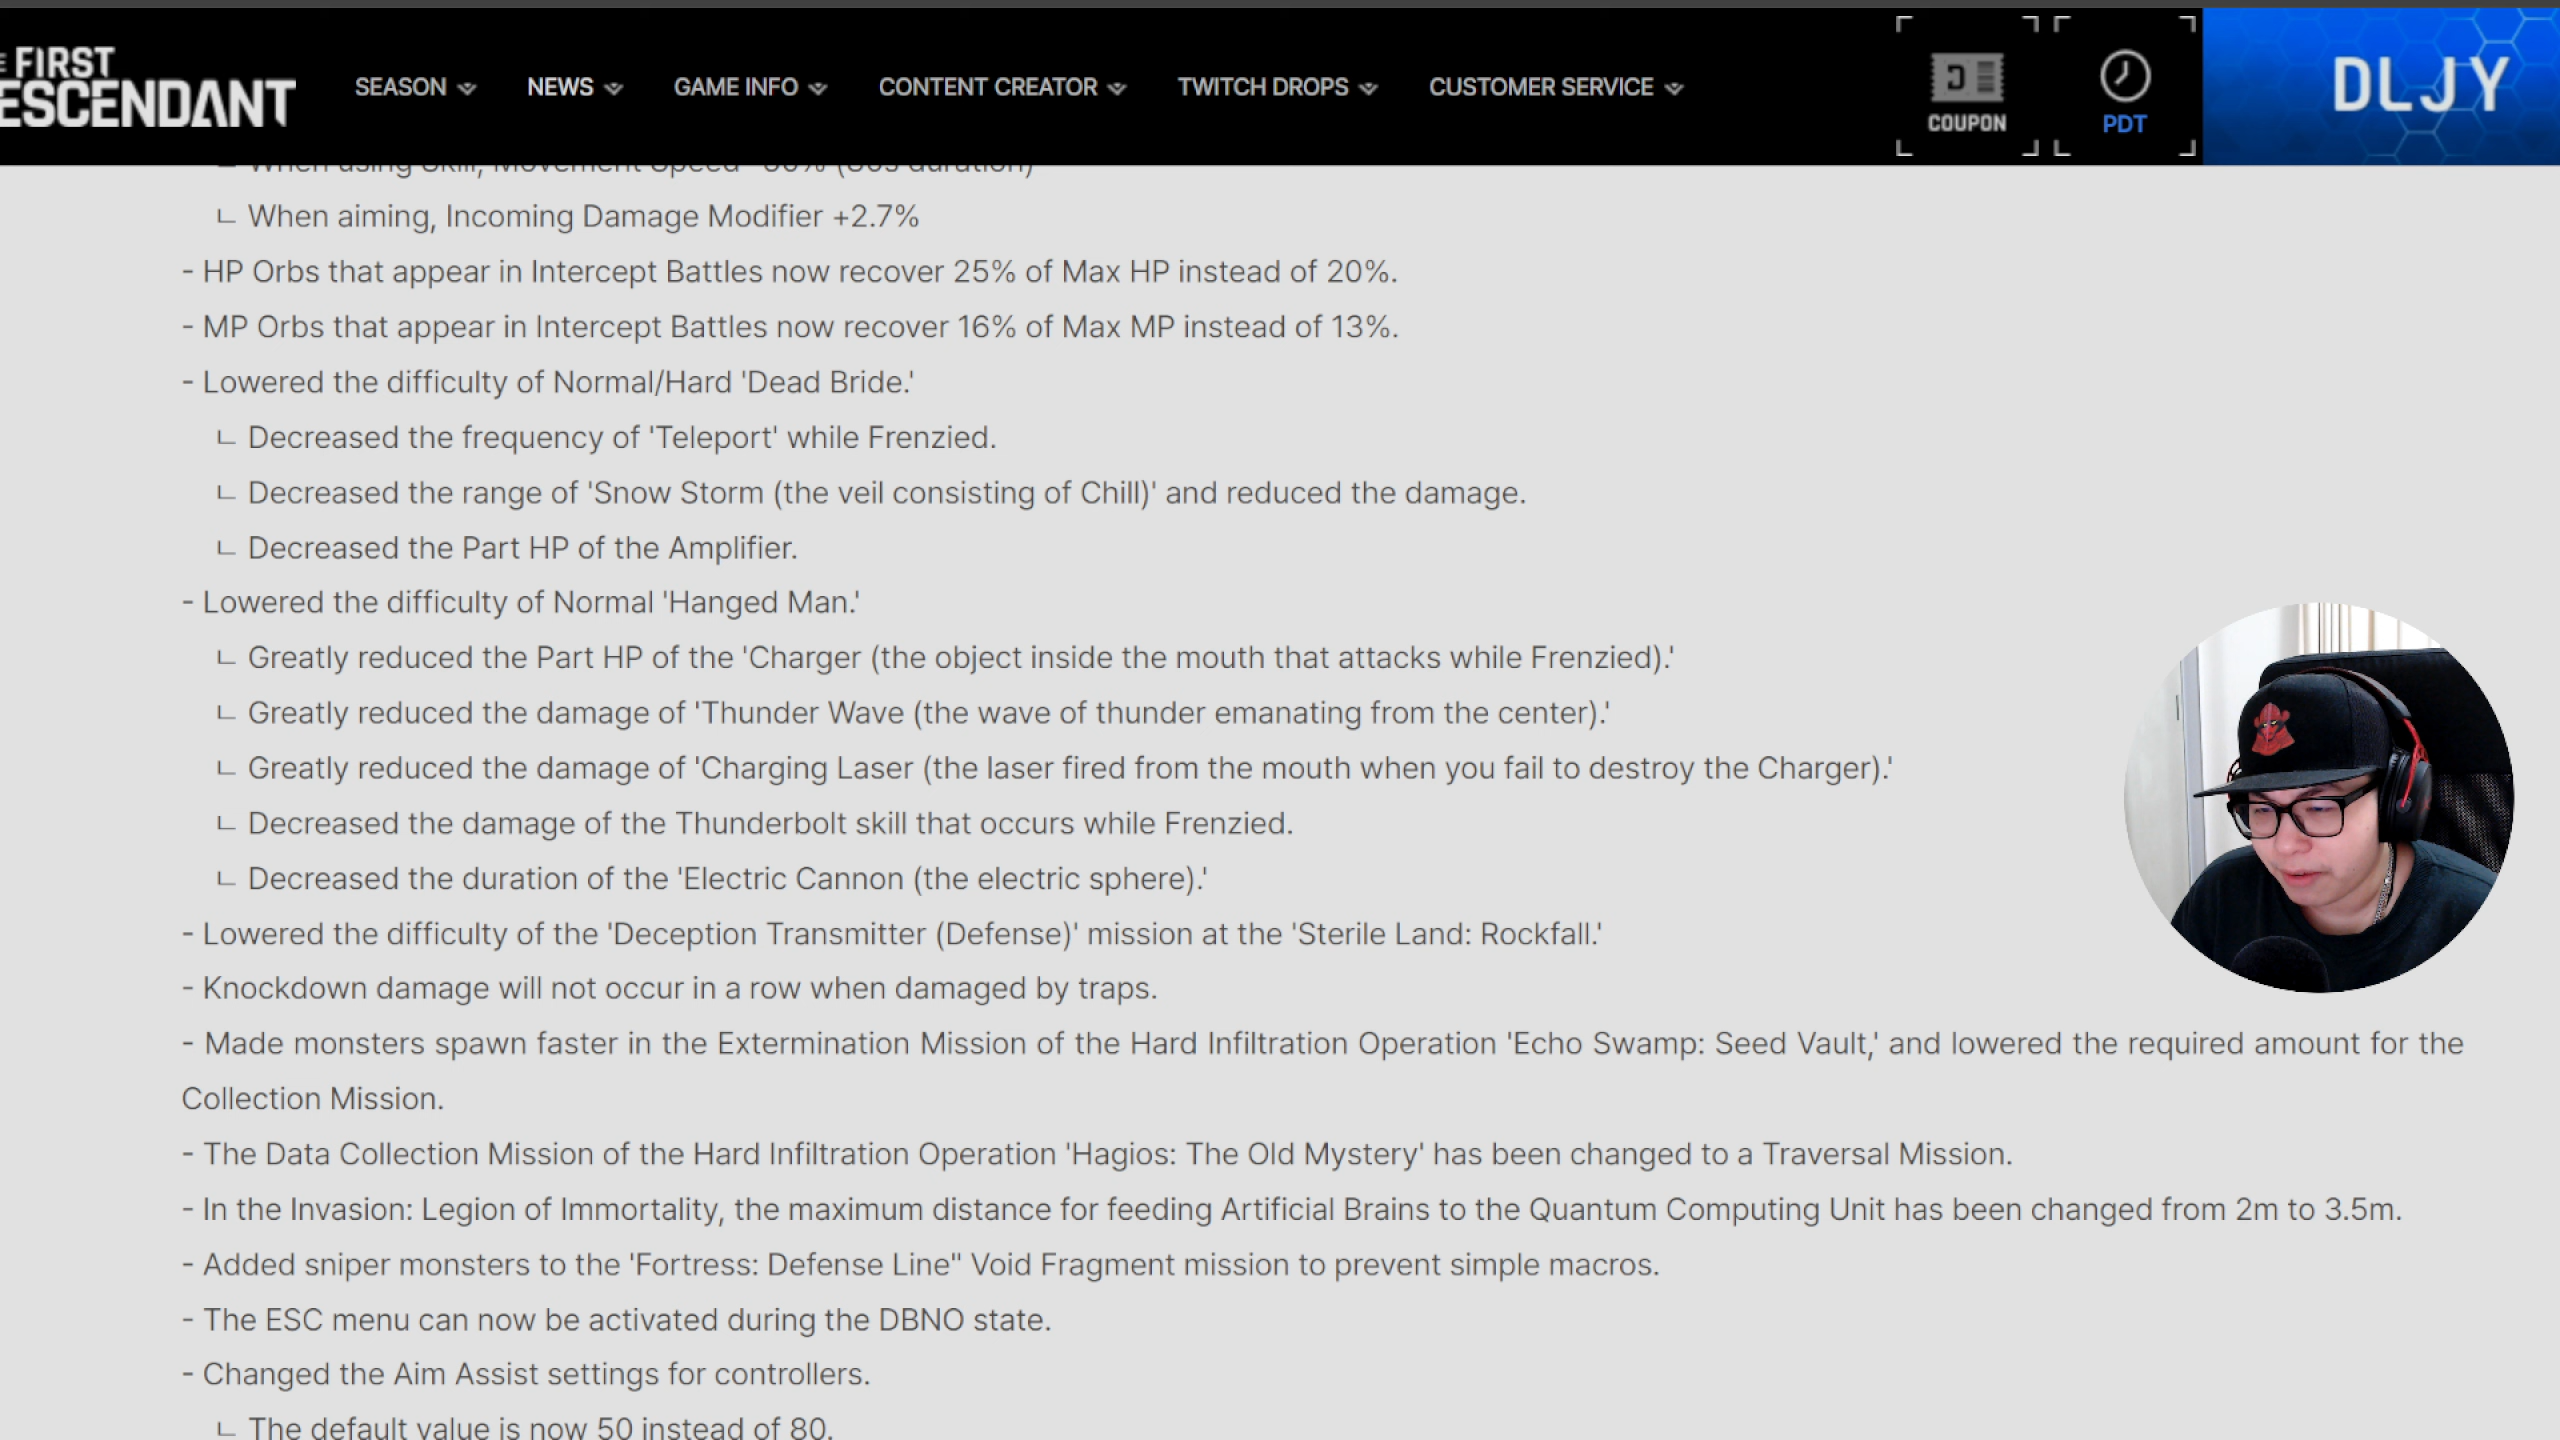 FIRST
ESCENDANT
SEASON
NEWS
GAME INFO
CONTENT CREATOR
TWITCH DROPS
CUSTOMER SERVICE
COUPON
PDT
DLJY
When using Skill, Movement Speed
(30s duration)
ㄴ When aiming, Incoming Damage Modifier +2.7%
- HP Orbs that appear in Intercept Battles now recover 25% of Max HP instead of 20%.
- MP Orbs that appear in Intercept Battles now recover 16% of Max MP instead of 13%.
- Lowered the difficulty of Normal/Hard 'Dead Bride.'
ㄴ Decreased the frequency of 'Teleport' while Frenzied.
ㄴ Decreased the range of 'Snow Storm (the veil consisting of Chill)' and reduced the damage.
ㄴ Decreased the Part HP of the Amplifier.
- Lowered the difficulty of Normal 'Hanged Man.'
ㄴ Greatly reduced the Part HP of the 'Charger (the object inside the mouth that attacks while Frenzied).'
ㄴ Greatly reduced the damage of 'Thunder Wave (the wave of thunder emanating from the center).'
ㄴ Greatly reduced the damage of 'Charging Laser (the laser fired from the mouth when you fail to destroy the Charger).'
ㄴ Decreased the damage of the Thunderbolt skill that occurs while Frenzied.
ㄴ Decreased the duration of the 'Electric Cannon (the electric sphere).'
- Lowered the difficulty of the 'Deception Transmitter (Defense)' mission at the 'Sterile Land: Rockfall.'
- Knockdown damage will not occur in a row when damaged by traps.
- Made monsters spawn faster in the Extermination Mission of the Hard Infiltration Operation 'Echo Swamp: Seed Vault,' and lowered the required amount for the
Collection Mission.
- The Data Collection Mission of the Hard Infiltration Operation 'Hagios: The Old Mystery' has been changed to a Traversal Mission.
- In the Invasion: Legion of Immortality, the maximum distance for feeding Artificial Brains to the Quantum Computing Unit has been changed from 2m to 3.5m.
- Added sniper monsters to the 'Fortress: Defense Line" Void Fragment mission to prevent simple macros.
- The ESC menu can now be activated during the DBNO state.
- Changed the Aim Assist settings for controllers.
ㄴ The default value is now 50 instead of 80.